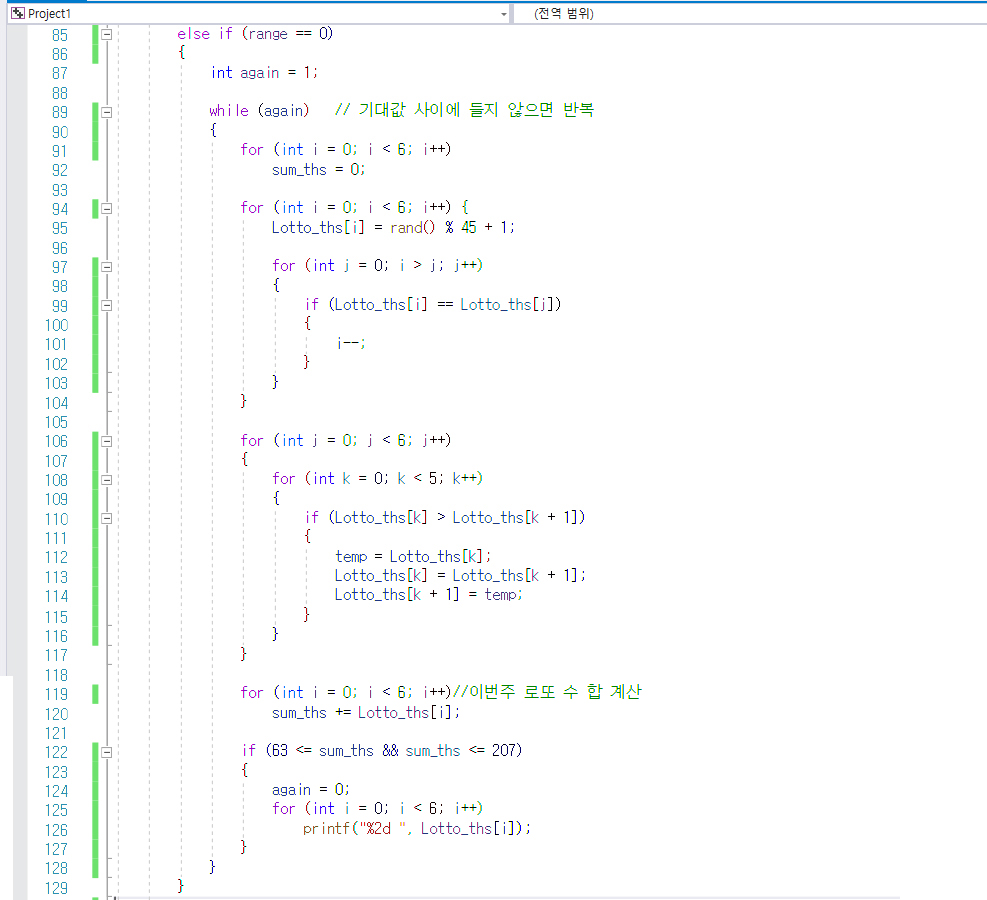 Project1 (전역 범위)
85 else if (range == 0)
86 {
87 int again = 1;
88
89 while (again) // 기대값 사이에 들지 않으면 반복
90 {
91 for (int i = 0; i < 6; i++)
92 sum_ths = 0;
93
94 for (int i = 0; i < 6; i++) {
95 Lotto_ths[i] = rand() % 45 + 1;
96
97 for (int j = 0; i > j; j++)
98 {
99 if (Lotto_ths[i] == Lotto_ths[j])
100 {
101 i--;
102 }
103 }
104 }
105
106 for (int j = 0; j < 6; j++)
107 {
108 for (int k = 0; k < 5; k++)
109 {
110 if (Lotto_ths[k] > Lotto_ths[k + 1])
111 {
112 temp = Lotto_ths[k];
113 Lotto_ths[k] = Lotto_ths[k + 1];
114 Lotto_ths[k + 1] = temp;
115 }
116 }
117 }
118
119 for (int i = 0; i < 6; i++)//이번주 로또 수 합 계산
120 sum_ths += Lotto_ths[i];
121
122 if (63 <= sum_ths && sum_ths <= 207)
123 {
124 again = 0;
125 for (int i = 0; i < 6; i++)
126 printf("%2d ", Lotto_ths[i]);
127 }
128 }
129 }